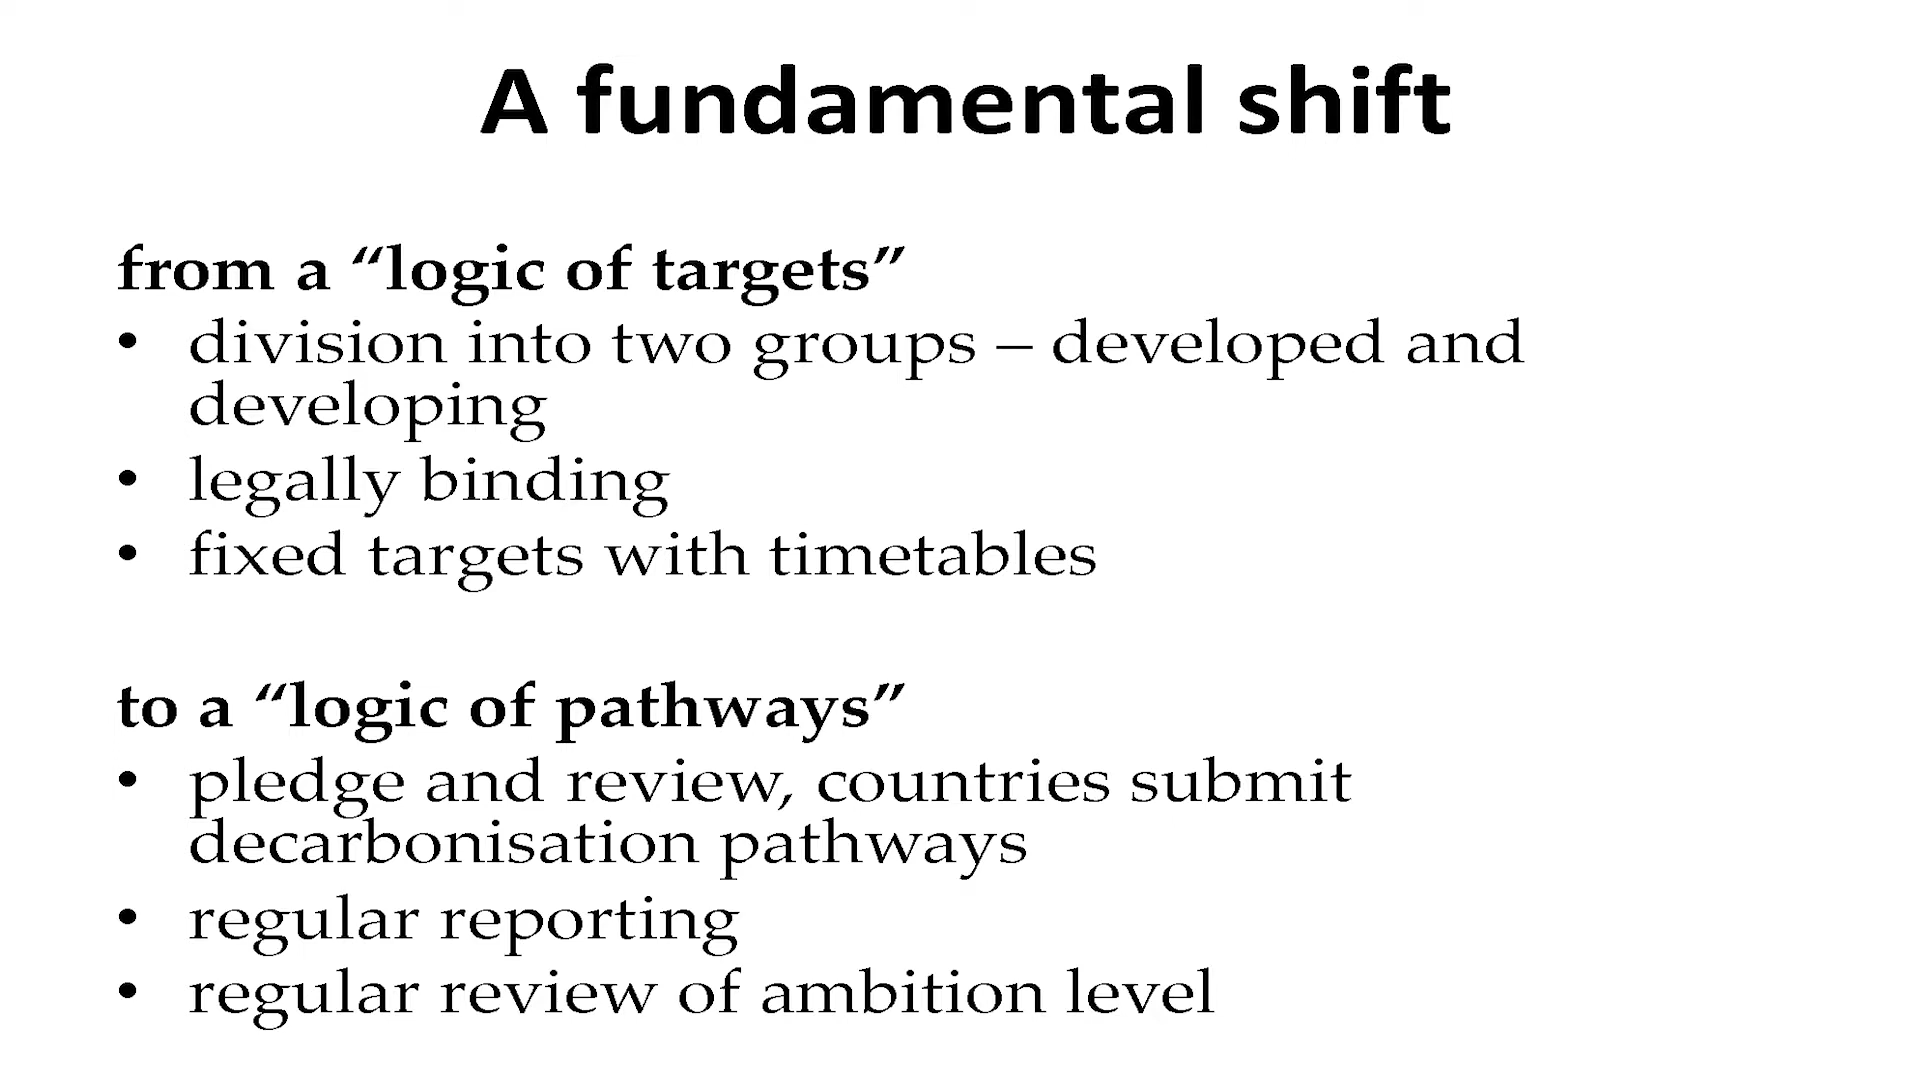 A fundamental shift
from a “logic of targets”
• division into two groups – developed and
developing
• legally binding
• fixed targets with timetables
to a “logic of pathways”
• pledge and review, countries submit
decarbonisation pathways
• regular reporting
• regular review of ambition level